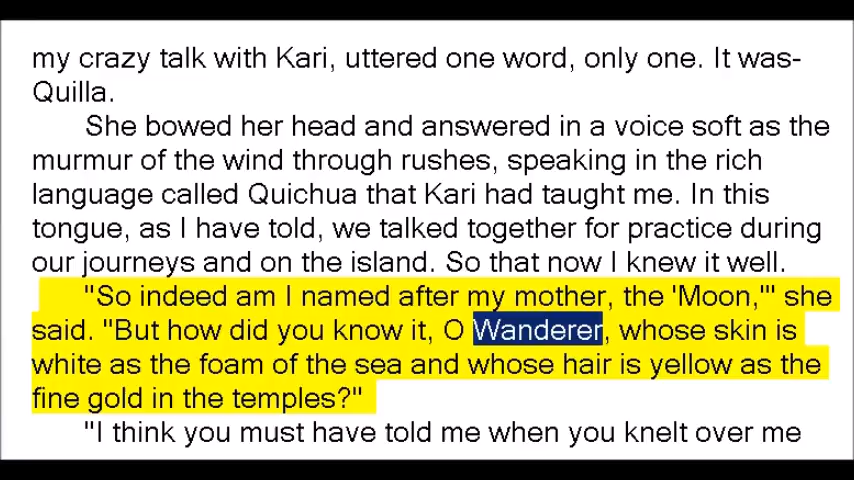 my crazy talk with Kari, uttered one word, only one. It was-
Quilla.
She bowed her head and answered in a voice soft as the
murmur of the wind through rushes, speaking in the rich
language called Quichua that Kari had taught me. In this
tongue, as I have told, we talked together for practice during
our journeys and on the island. So that now I knew it well.
"So indeed am I named after my mother, the 'Moon,'" she
said. "But how did you know it, O Wanderer, whose skin is
white as the foam of the sea and whose hair is yellow as the
fine gold in the temples?"
"I think you must have told me when you knelt over me